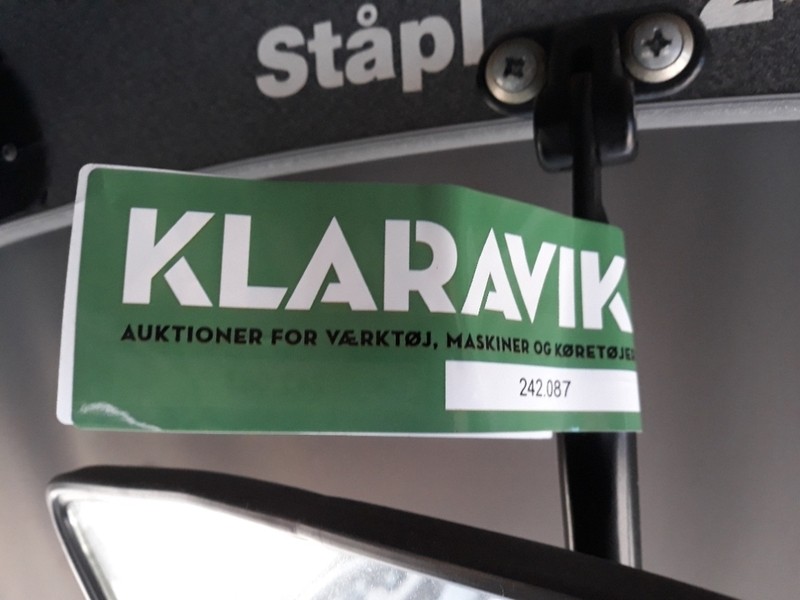 Ståpl
KLARAVIK
AUKTIONER FOR VÆRKTØJ, MASKINER OG KØRETØJER
242.087